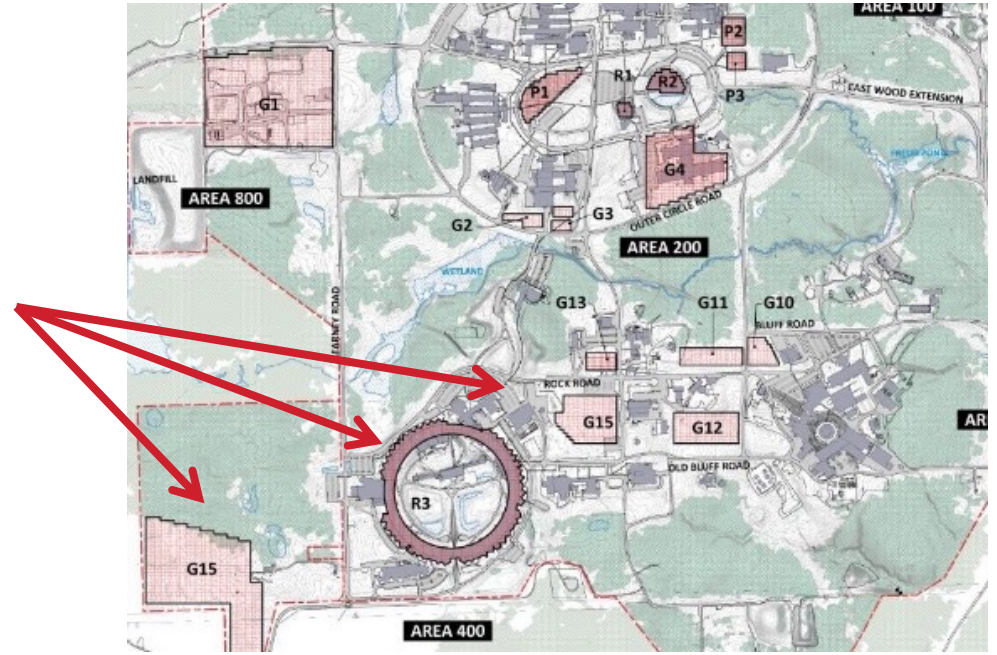 AREA 100
P2
R1
R2
G1
P1
P3
EAST WOOD EXTENSION
LANDFILL
G4
AREA 800
G3
G2
OUTER CIRCLE ROAD
AREA 200
WETLAND
G13
G11
G10
BLUFF ROAD
KEARNEY ROAD
ROCK ROAD
G15
G12
OLD BLUFF ROAD
R3
G15
AREA 400